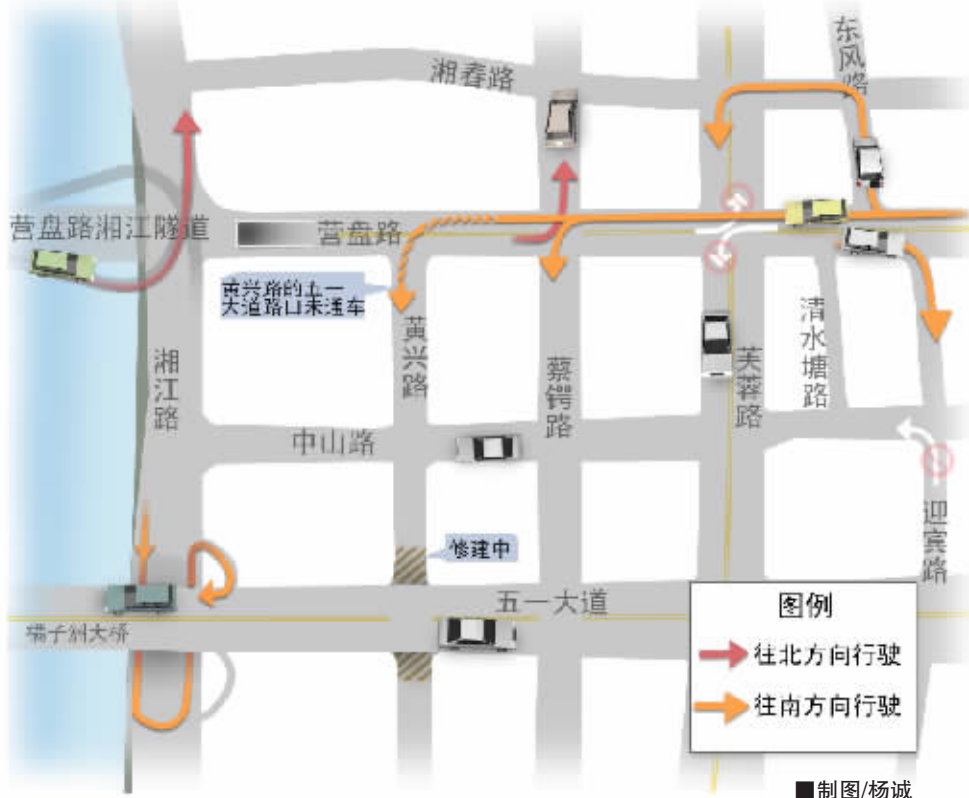 东风路
湘春路
营盘路湘江隧道
营盘路
黄兴路的五一
大道路口未通车
黄兴路
清水塘路
湘江路
蔡锷路
芙蓉路
中山路
迎宾路
修建中
五一大道
橘子洲大桥
图例
往北方向行驶
往南方向行驶
■制图/杨诚